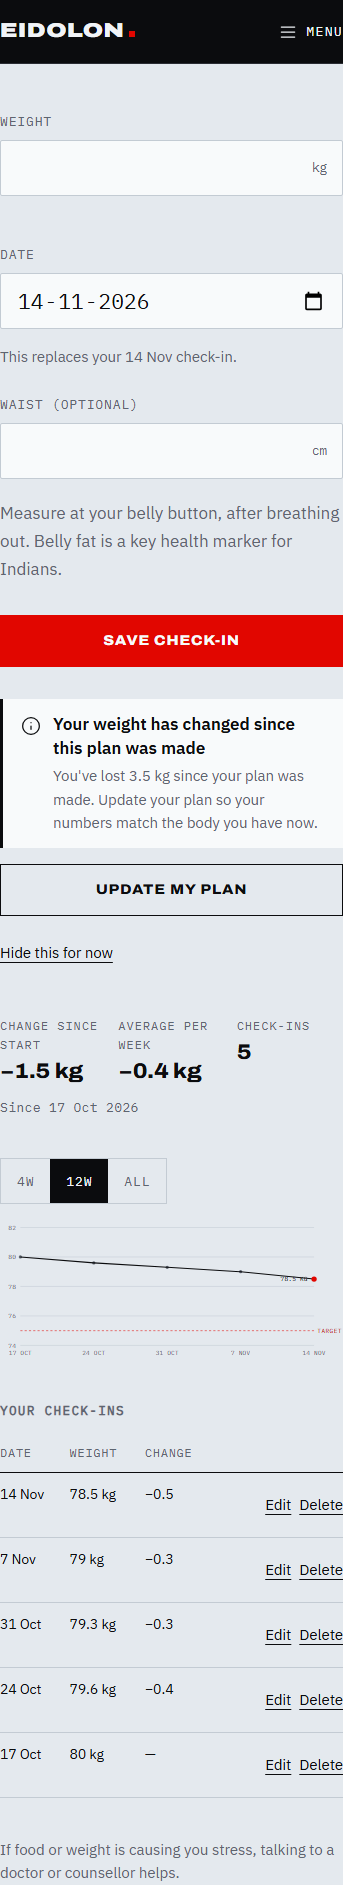 EIDOLON.
MENU
WEIGHT
kg
DATE
14-11-2026
This replaces your 14 Nov check-in.
WAIST (OPTIONAL)
cm
Measure at your belly button, after breathing
out. Belly fat is a key health marker for
Indians.
SAVE CHECK-IN
Your weight has changed since
this plan was made
You've lost 3.5 kg since your plan was
made. Update your plan so your
numbers match the body you have now.
UPDATE MY PLAN
Hide this for now
CHANGE SINCE START
−1.5 kg
AVERAGE PER WEEK
−0.4 kg
CHECK-INS
5
Since 17 Oct 2026
4W 12W ALL
82
80
78
76
74
78.5 kg
TARGET
17 OCT 24 OCT 31 OCT 7 NOV 14 NOV
YOUR CHECK-INS
DATE WEIGHT CHANGE
14 Nov 78.5 kg −0.5 Edit Delete
7 Nov 79 kg −0.3 Edit Delete
31 Oct 79.3 kg −0.3 Edit Delete
24 Oct 79.6 kg −0.4 Edit Delete
17 Oct 80 kg — Edit Delete
If food or weight is causing you stress, talking to a
doctor or counsellor helps.